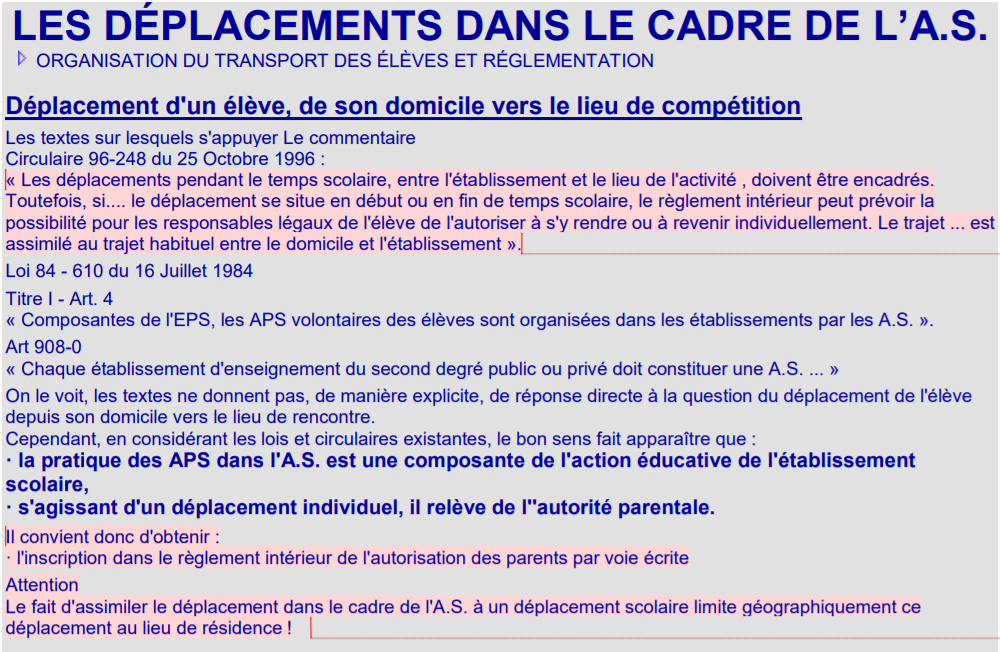 LES DÉPLACEMENTS DANS LE CADRE DE L’A.S.
ORGANISATION DU TRANSPORT DES ÉLÈVES ET RÉGLEMENTATION
Déplacement d'un élève, de son domicile vers le lieu de compétition
Les textes sur lesquels s'appuyer Le commentaire
Circulaire 96-248 du 25 Octobre 1996 :
« Les déplacements pendant le temps scolaire, entre l'établissement et le lieu de l'activité , doivent être encadrés.
Toutefois, si.... le déplacement se situe en début ou en fin de temps scolaire, le règlement intérieur peut prévoir la
possibilité pour les responsables légaux de l'élève de l'autoriser à s'y rendre ou à revenir individuellement. Le trajet ... est
assimilé au trajet habituel entre le domicile et l'établissement ».
Loi 84 - 610 du 16 Juillet 1984
Titre I - Art. 4
« Composantes de l'EPS, les APS volontaires des élèves sont organisées dans les établissements par les A.S. ».
Art 908-0
« Chaque établissement d'enseignement du second degré public ou privé doit constituer une A.S. ... »
On le voit, les textes ne donnent pas, de manière explicite, de réponse directe à la question du déplacement de l'élève
depuis son domicile vers le lieu de rencontre.
Cependant, en considérant les lois et circulaires existantes, le bon sens fait apparaître que :
· la pratique des APS dans l'A.S. est une composante de l'action éducative de l'établissement
scolaire,
· s'agissant d'un déplacement individuel, il relève de l''autorité parentale.
Il convient donc d'obtenir :
· l'inscription dans le règlement intérieur de l'autorisation des parents par voie écrite
Attention
Le fait d'assimiler le déplacement dans le cadre de l'A.S. à un déplacement scolaire limite géographiquement ce
déplacement au lieu de résidence !